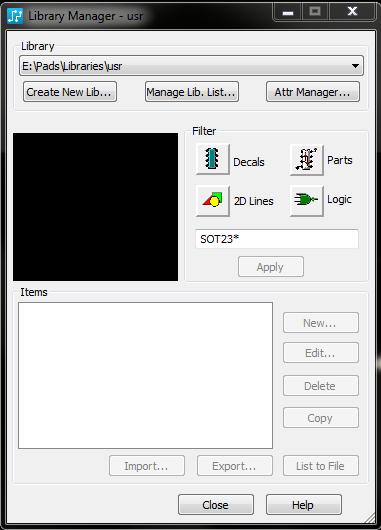 Library Manager - usr
Library
E:\Pads\Libraries\usr
Create New Lib...
Manage Lib. List...
Attr Manager...
Filter
Decals
Parts
2D Lines
Logic
SOT23*
Apply
Items
New...
Edit...
Delete
Copy
Import...
Export...
List to File
Close
Help